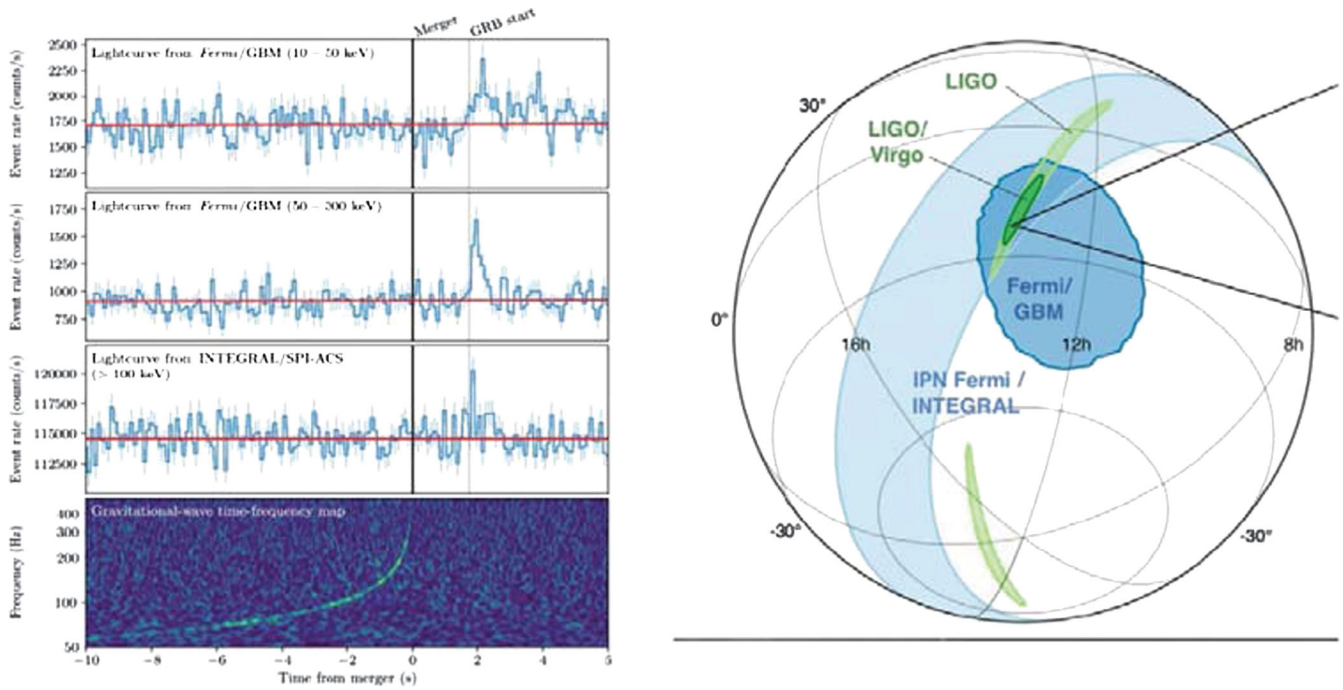 Merger
GRB start
Lightcurve from Fermi/GBM (10 – 50 keV)
Event rate (counts/s)
2500
2250
2000
1750
1500
1250
Lightcurve from Fermi/GBM (50 – 300 keV)
Event rate (counts/s)
1750
1500
1250
1000
750
Lightcurve from INTEGRAL/SPI-ACS
(> 100 keV)
Event rate (counts/s)
120000
117500
115000
112500
Gravitational-wave time-frequency map
Frequency (Hz)
400
300
200
100
50
−10 −8 −6 −4 −2 0 2 4 6
Time from merger (s)
LIGO
30°
LIGO/
Virgo
Fermi/
GBM
0°
16h 12h 8h
IPN Fermi /
INTEGRAL
-30° -30°